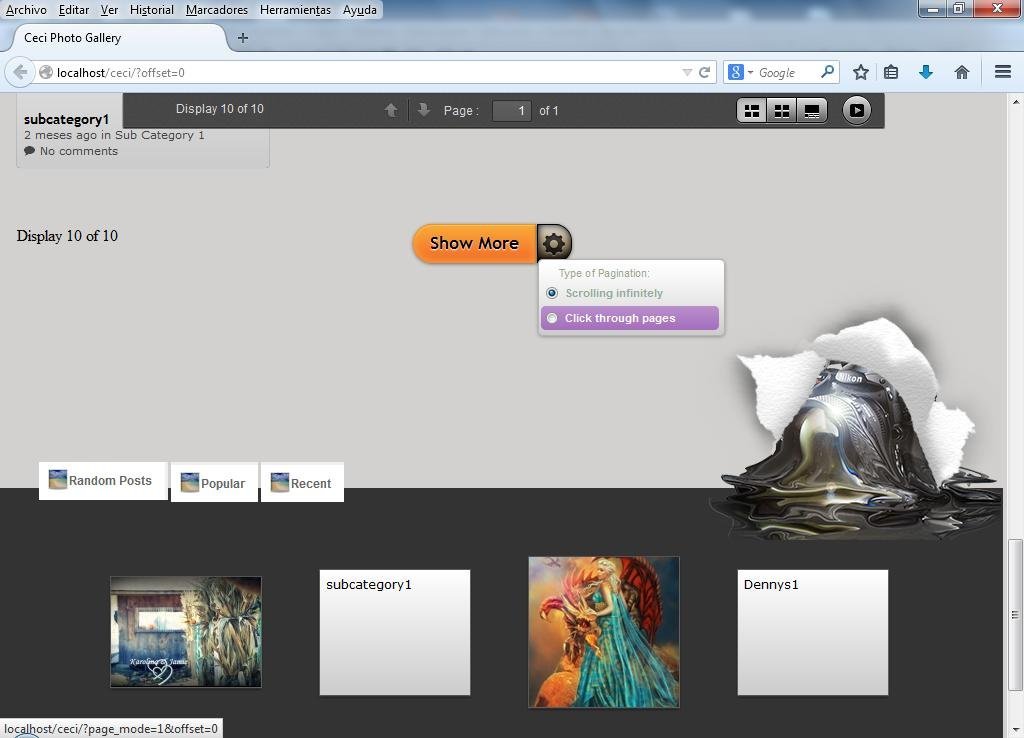 Archivo Editar Ver Historial Marcadores Herramientas Ayuda
Ceci Photo Gallery
localhost/ceci/?offset=0
Google
subcategory1
2 meses ago in Sub Category 1
No comments
Display 10 of 10
Page : 1 of 1
Display 10 of 10
Show More
Type of Pagination:
Scrolling infinitely
Click through pages
Nikon
Random Posts
Popular
Recent
Karolina & Jamie
subcategory1
Dennys1
localhost/ceci/?page_mode=1&offset=0